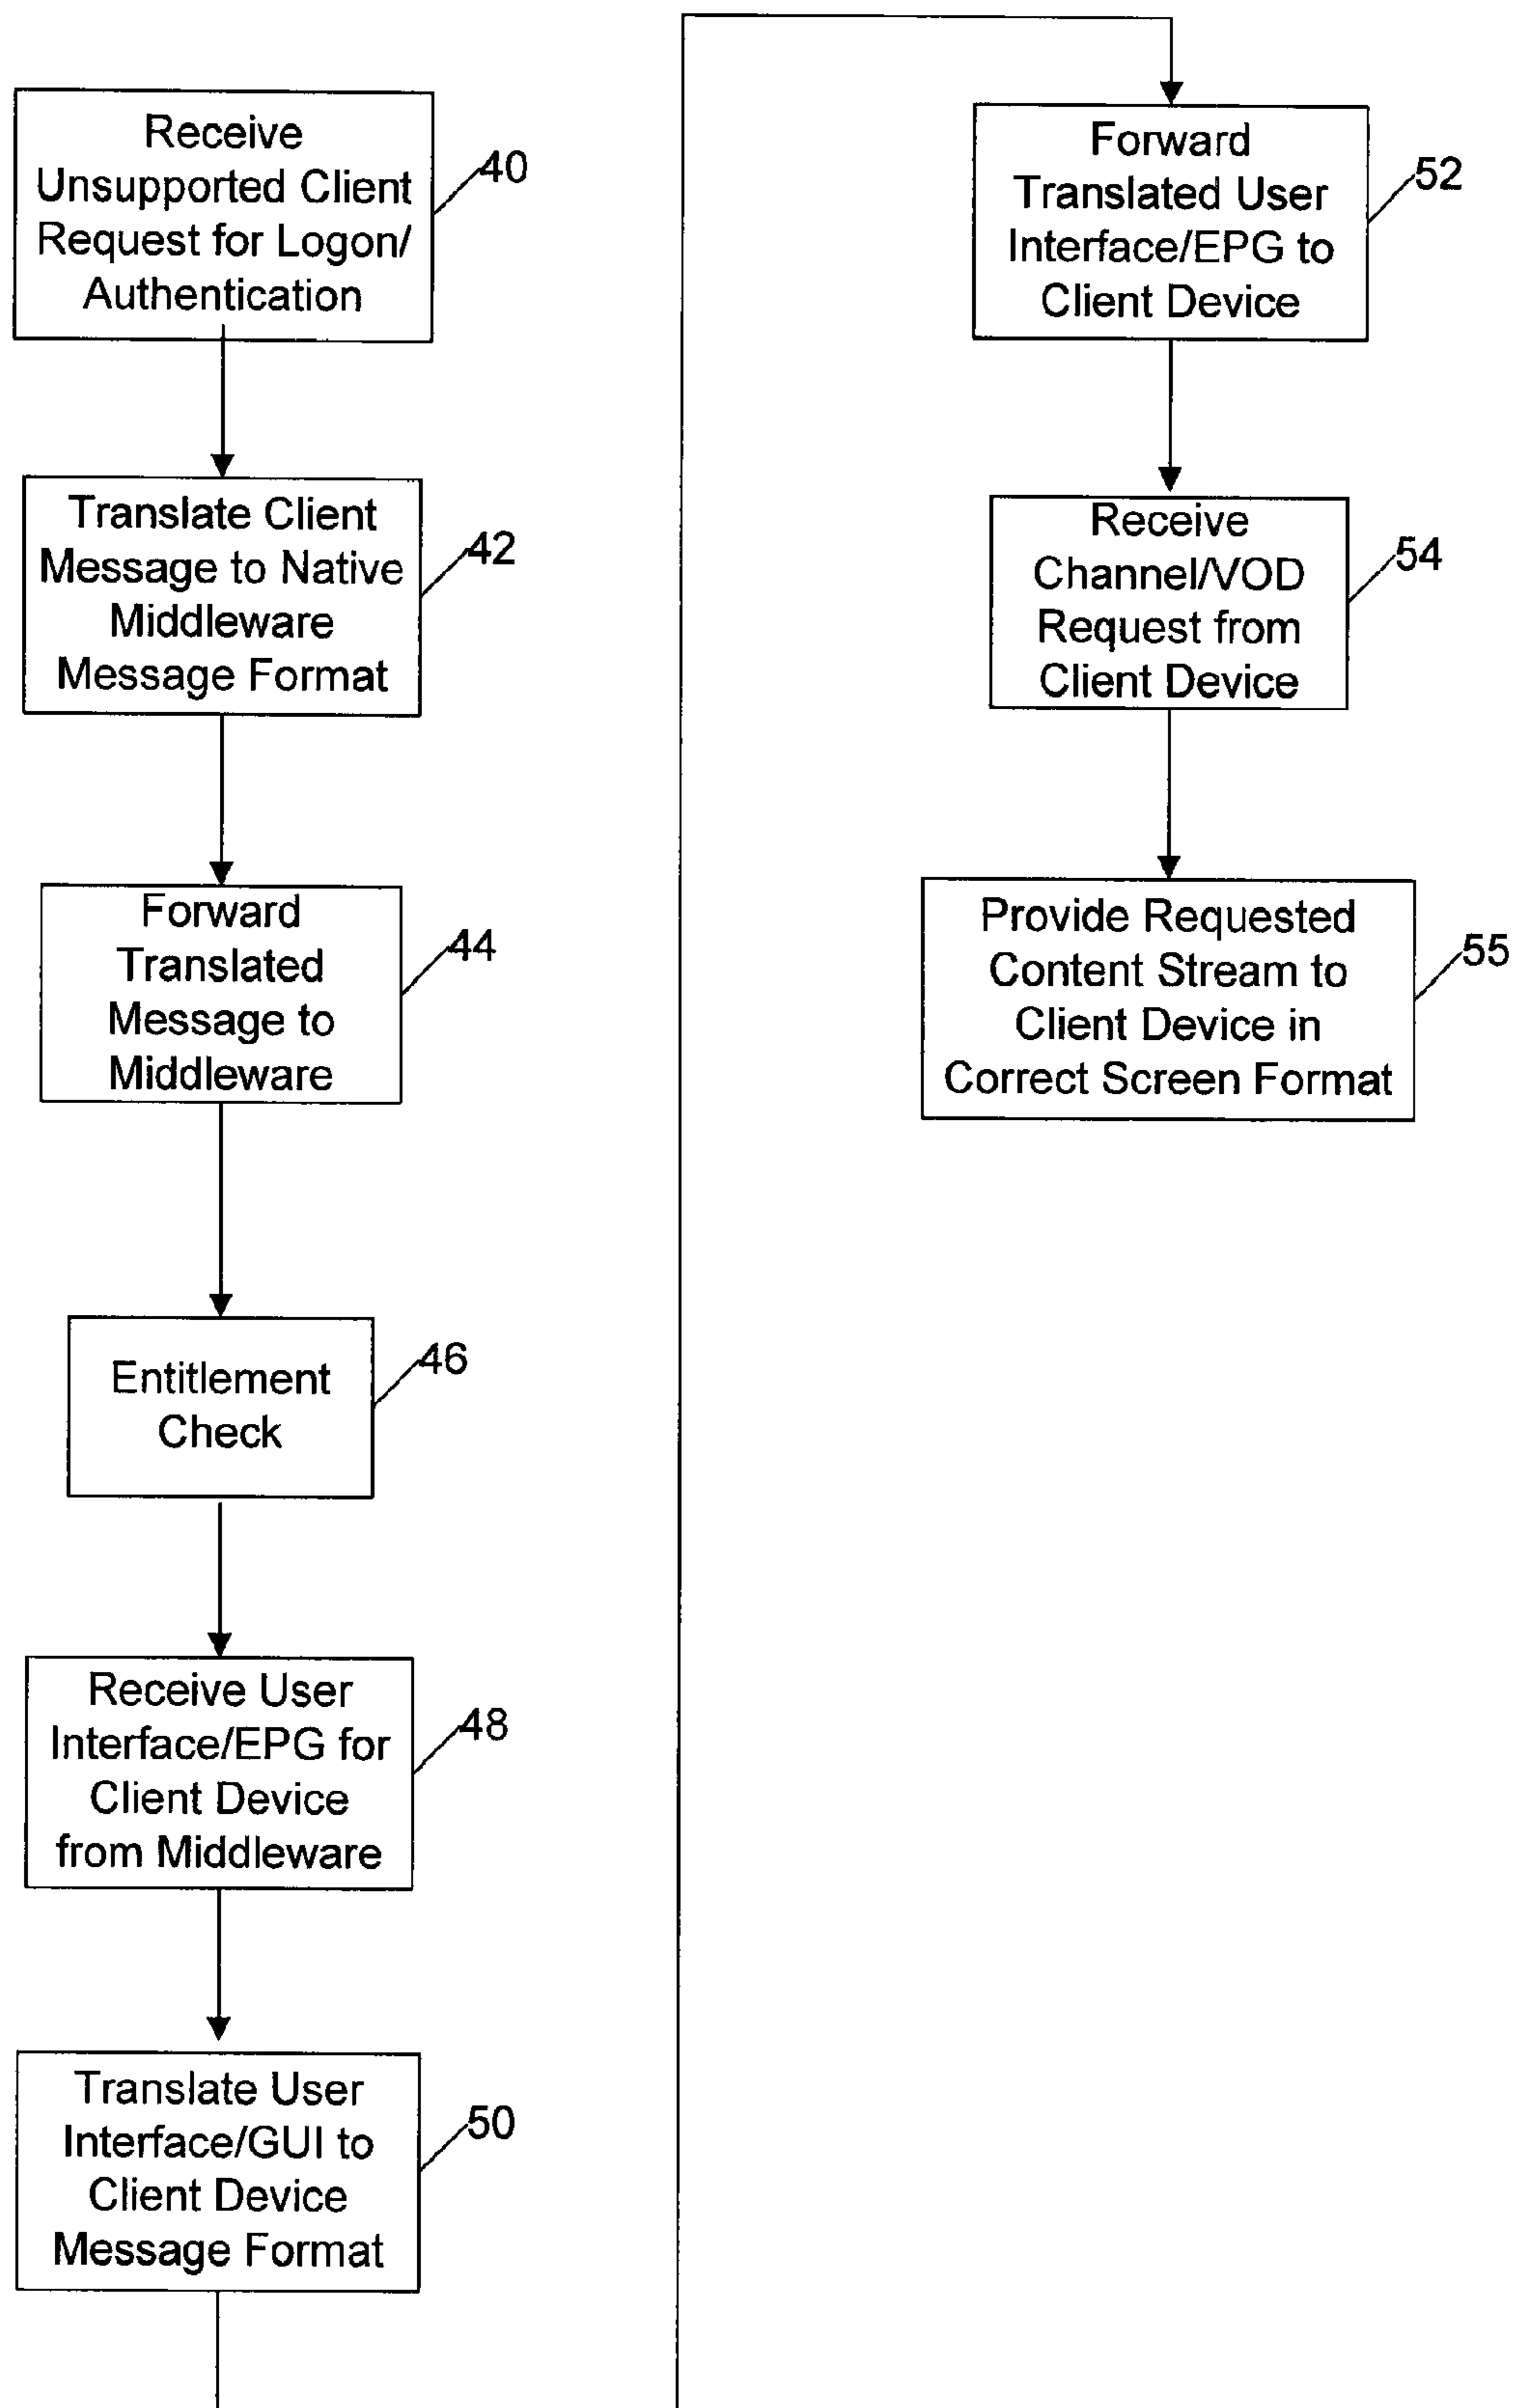 Receive
Unsupported Client
Request for Logon/
Authentication
40
Translate Client
Message to Native
Middleware
Message Format
42
Forward
Translated
Message to
Middleware
44
Entitlement
Check
46
Receive User
Interface/EPG for
Client Device
from Middleware
48
Translate User
Interface/GUI to
Client Device
Message Format
50
Forward
Translated User
Interface/EPG to
Client Device
52
Receive
Channel/VOD
Request from
Client Device
54
Provide Requested
Content Stream to
Client Device in
Correct Screen Format
55